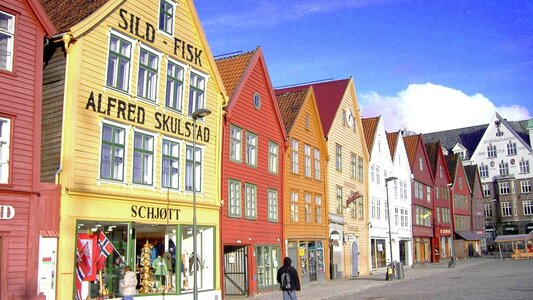 SILD - FISK
ALFRED SKULSTAD
SCHJØTT